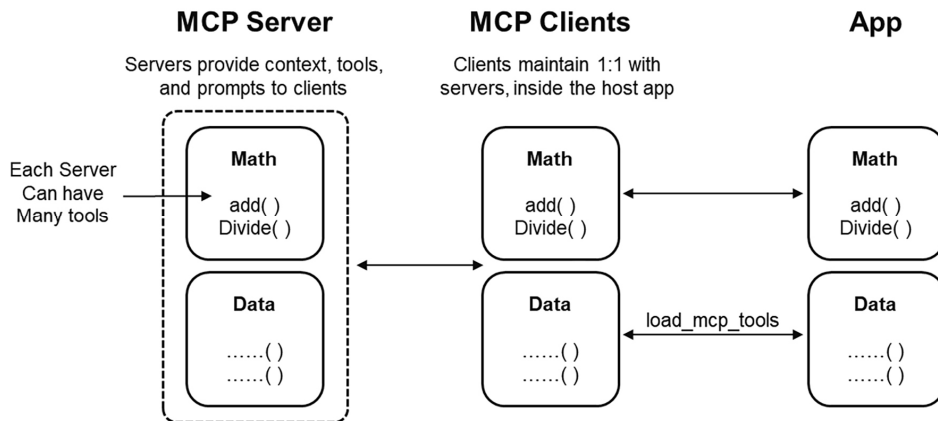 MCP Server
MCP Clients
App
Servers provide context, tools,
and prompts to clients
Clients maintain 1:1 with
servers, inside the host app
Each Server
Can have
Many tools
Math
add( )
Divide( )
Data
......( )
......( )
Math
add( )
Divide( )
Data
......( )
......( )
load_mcp_tools
Math
add( )
Divide( )
Data
......( )
......( )